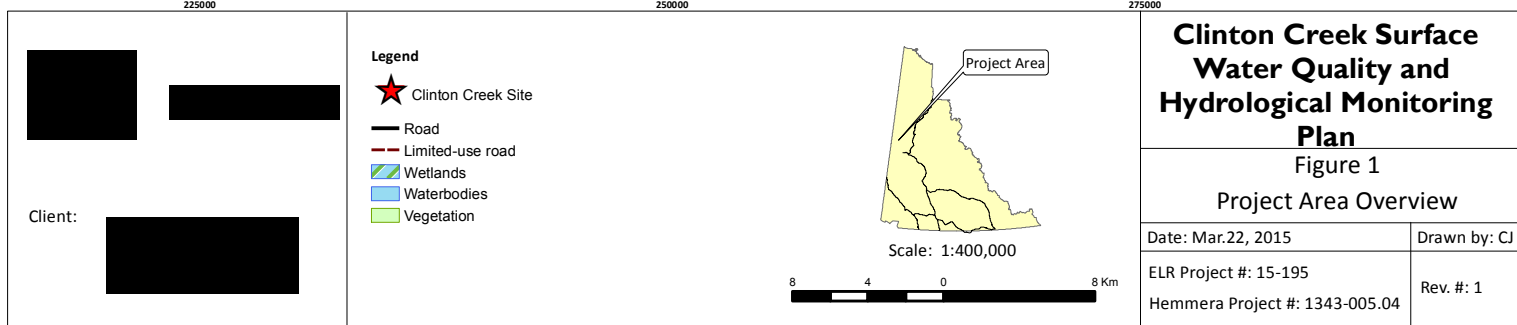 225000
250000
275000
Client:
Legend
Clinton Creek Site
Road
Limited-use road
Wetlands
Waterbodies
Vegetation
Project Area
Scale: 1:400,000
8 4 0 8 Km
Clinton Creek Surface
Water Quality and
Hydrological Monitoring
Plan
Figure 1
Project Area Overview
Date: Mar.22, 2015
Drawn by: CJ
ELR Project #: 15-195
Hemmera Project #: 1343-005.04
Rev. #: 1